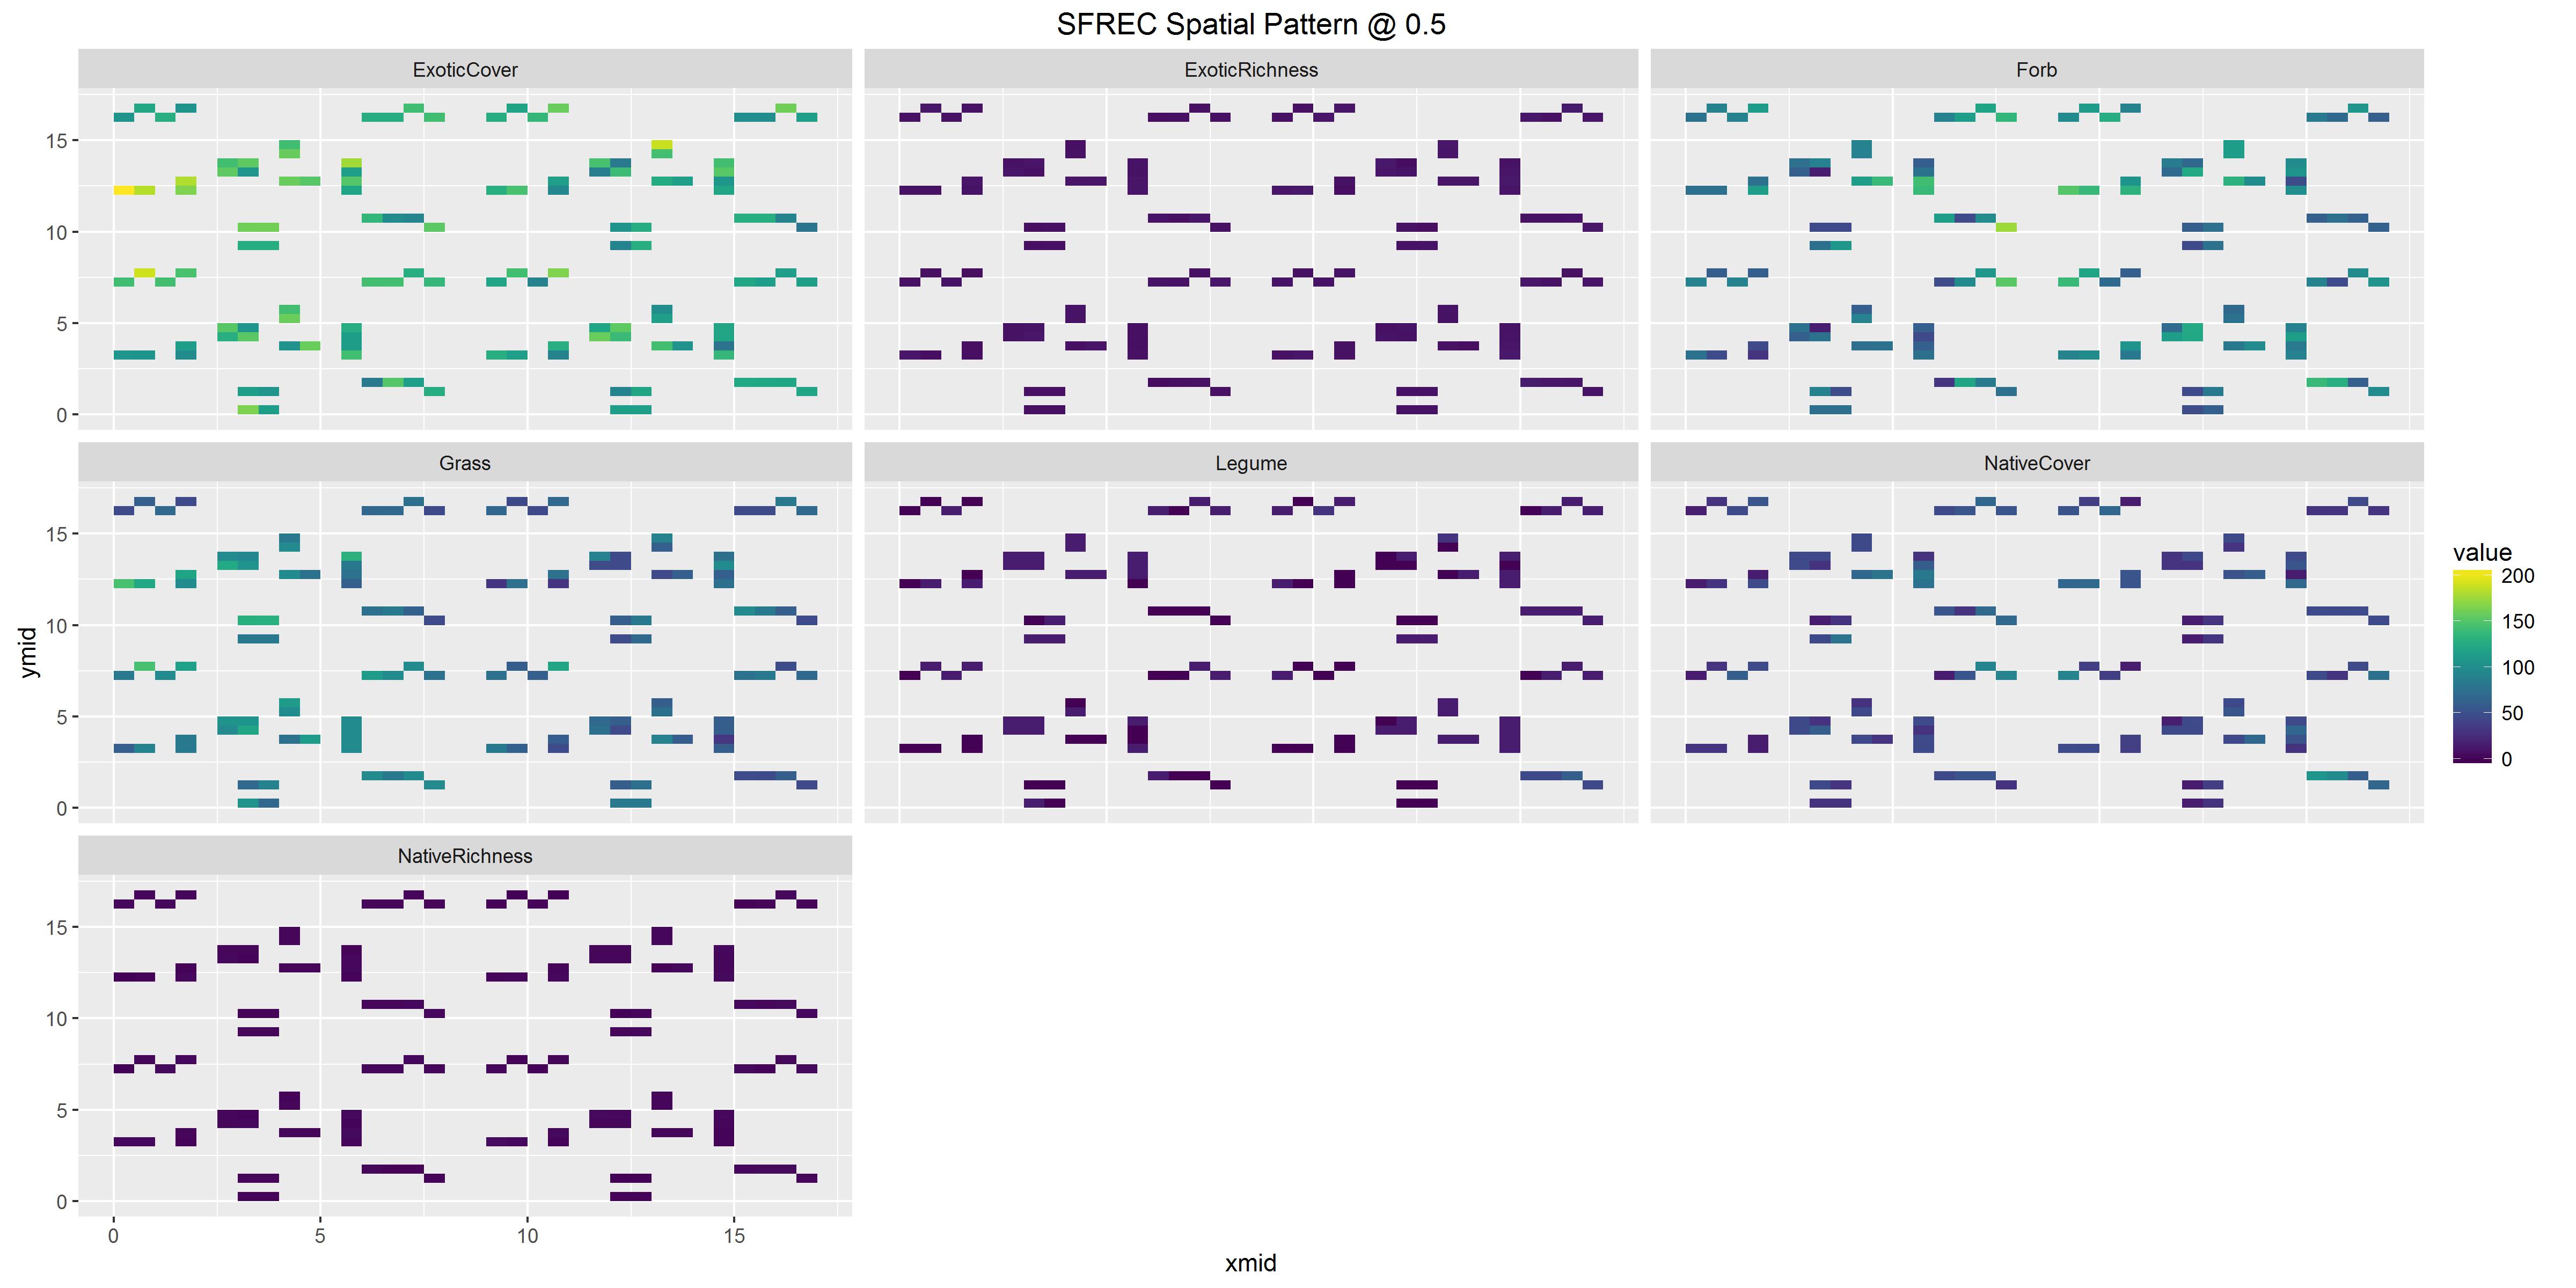 SFREC Spatial Pattern @ 0.5
ExoticCover
ExoticRichness
Forb
15
10
5
0
Grass
Legume
NativeCover
15
10
5
0
ymid
value
200
150
100
50
0
NativeRichness
15
10
5
0
0 5 10 15
xmid